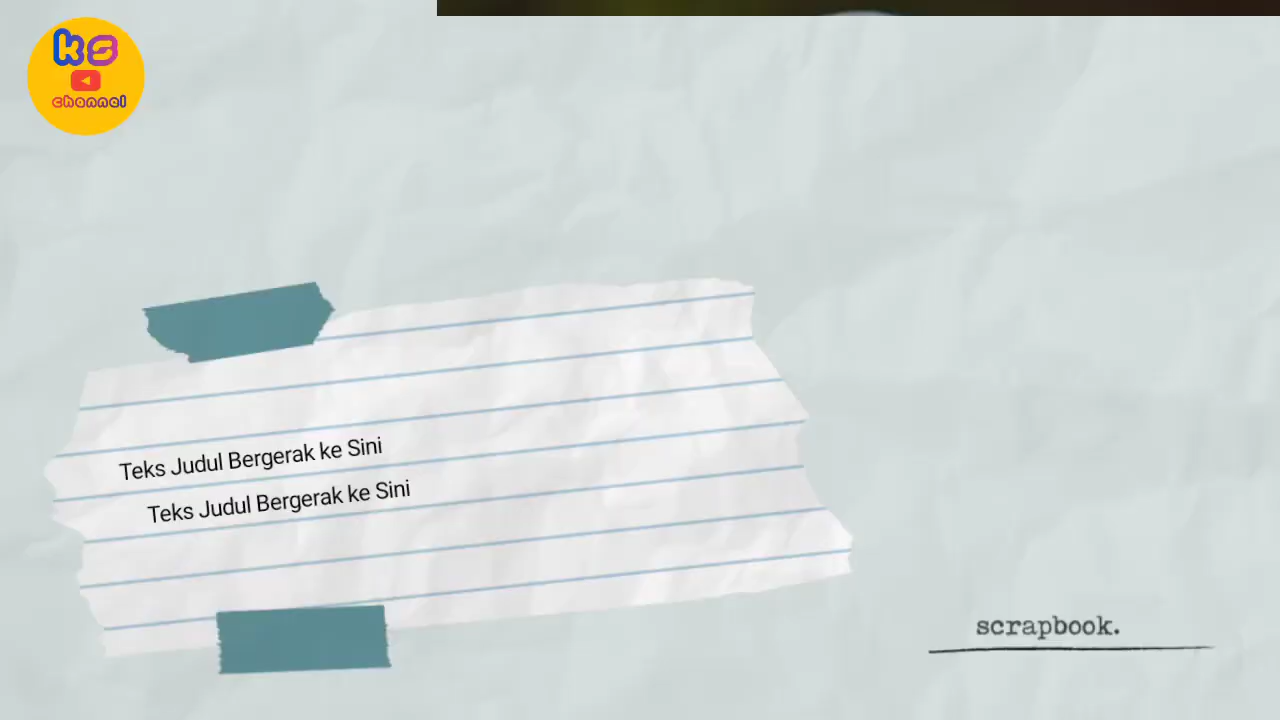 ks
channel
Teks Judul Bergerak ke Sini
Teks Judul Bergerak ke Sini
scrapbook.